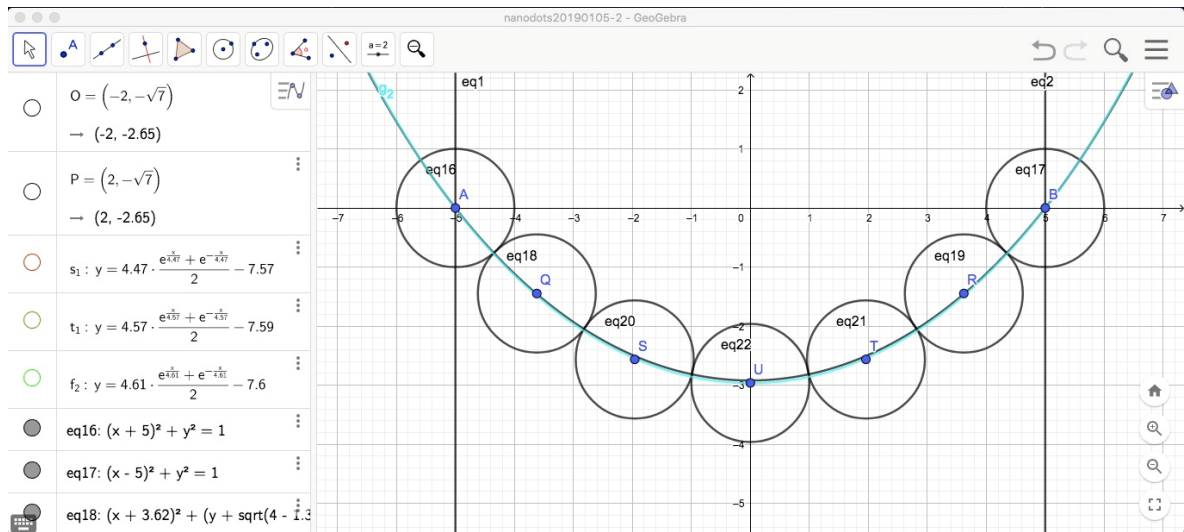 nanodots20190105-2 - GeoGebra
A
a=2
O = (-2, -√7)
→ (-2, -2.65)
P = (2, -√7)
→ (2, -2.65)
s₁ : y = 4.47 · (e^(x/4.47) + e^(-x/4.47))/2 − 7.57
t₁ : y = 4.57 · (e^(x/4.57) + e^(-x/4.57))/2 − 7.59
f₂ : y = 4.61 · (e^(x/4.61) + e^(-x/4.61))/2 − 7.6
eq16: (x + 5)² + y² = 1
eq17: (x - 5)² + y² = 1
eq18: (x + 3.62)² + (y + sqrt(4 - 1.3
g₂
eq1
eq2
2
1
eq16
eq17
A
B
-7 -6 -5 -4 -3 -2 -1 0 1 2 3 4 5 6 7
eq18
eq19
-1
Q
R
eq20
eq21
-2
eq22
S
T
U
-3
-4
-5